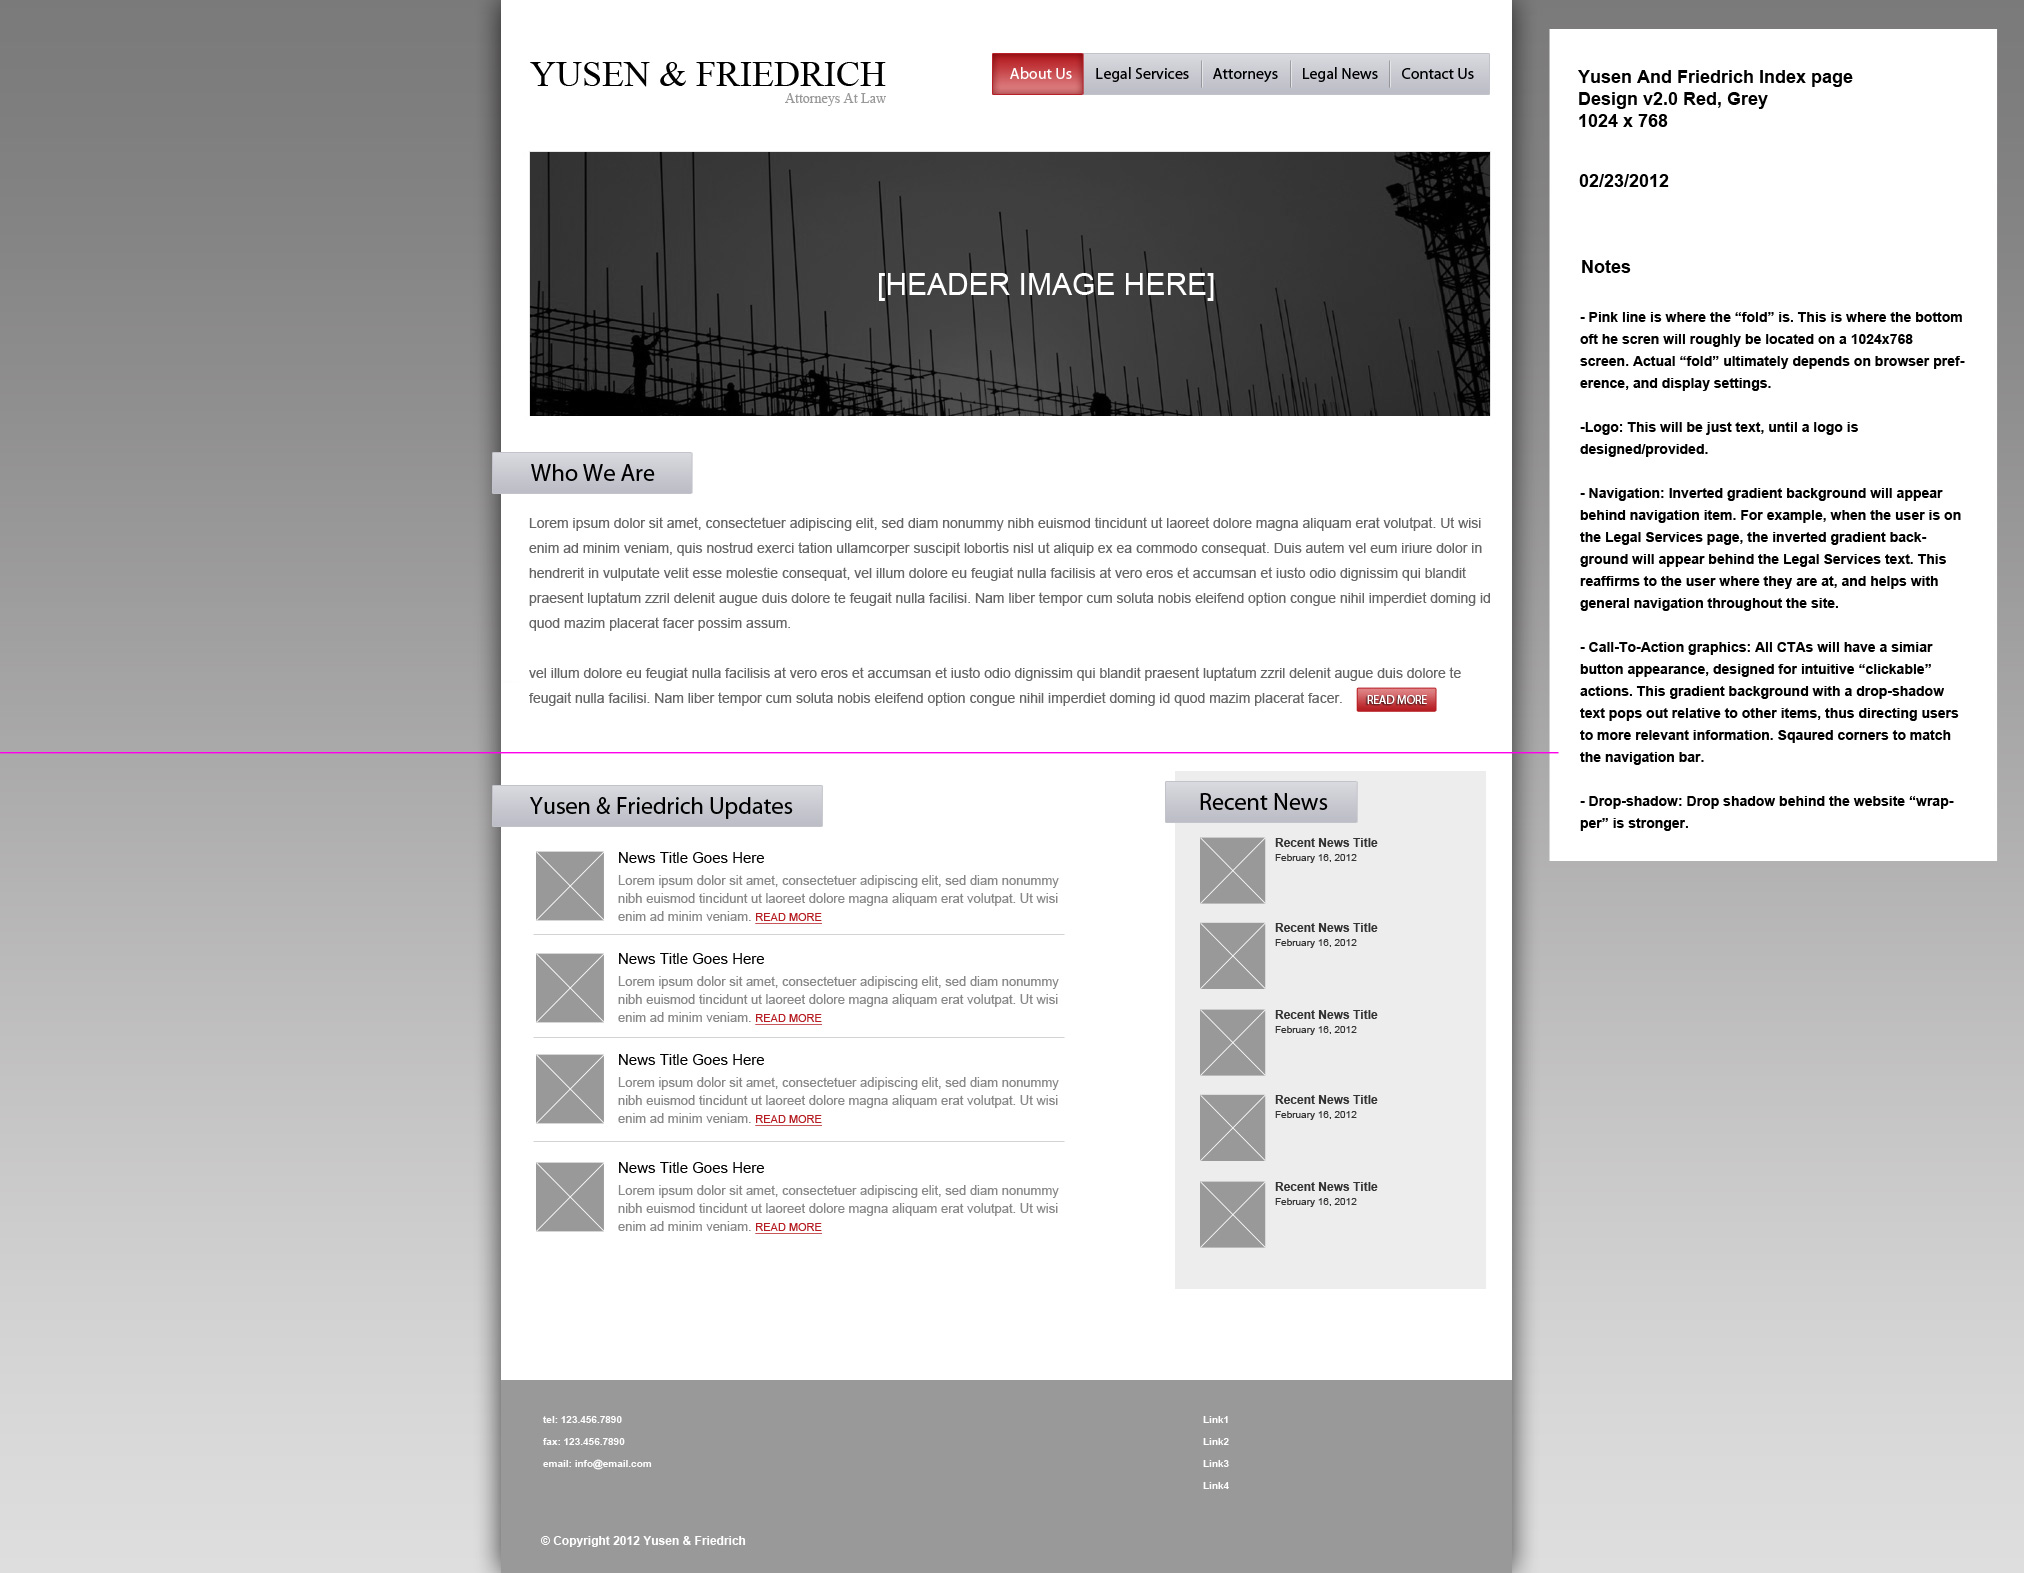 YUSEN & FRIEDRICH
Attorneys At Law
About Us
Legal Services
Attorneys
Legal News
Contact Us
[HEADER IMAGE HERE]
Who We Are
Lorem ipsum dolor sit amet, consectetuer adipiscing elit, sed diam nonummy nibh euismod tincidunt ut laoreet dolore magna aliquam erat volutpat. Ut wisi
enim ad minim veniam, quis nostrud exerci tation ullamcorper suscipit lobortis nisl ut aliquip ex ea commodo consequat. Duis autem vel eum iriure dolor in
hendrerit in vulputate velit esse molestie consequat, vel illum dolore eu feugiat nulla facilisis at vero eros et accumsan et iusto odio dignissim qui blandit
praesent luptatum zzril delenit augue duis dolore te feugait nulla facilisi. Nam liber tempor cum soluta nobis eleifend option congue nihil imperdiet doming id
quod mazim placerat facer possim assum.
vel illum dolore eu feugiat nulla facilisis at vero eros et accumsan et iusto odio dignissim qui blandit praesent luptatum zzril delenit augue duis dolore te
feugait nulla facilisi. Nam liber tempor cum soluta nobis eleifend option congue nihil imperdiet doming id quod mazim placerat facer. READ MORE
Yusen & Friedrich Updates
News Title Goes Here
Lorem ipsum dolor sit amet, consectetuer adipiscing elit, sed diam nonummy
nibh euismod tincidunt ut laoreet dolore magna aliquam erat volutpat. Ut wisi
enim ad minim veniam. READ MORE
News Title Goes Here
Lorem ipsum dolor sit amet, consectetuer adipiscing elit, sed diam nonummy
nibh euismod tincidunt ut laoreet dolore magna aliquam erat volutpat. Ut wisi
enim ad minim veniam. READ MORE
News Title Goes Here
Lorem ipsum dolor sit amet, consectetuer adipiscing elit, sed diam nonummy
nibh euismod tincidunt ut laoreet dolore magna aliquam erat volutpat. Ut wisi
enim ad minim veniam. READ MORE
News Title Goes Here
Lorem ipsum dolor sit amet, consectetuer adipiscing elit, sed diam nonummy
nibh euismod tincidunt ut laoreet dolore magna aliquam erat volutpat. Ut wisi
enim ad minim veniam. READ MORE
Recent News
Recent News Title
February 16, 2012
Recent News Title
February 16, 2012
Recent News Title
February 16, 2012
Recent News Title
February 16, 2012
Recent News Title
February 16, 2012
tel: 123.456.7890
fax: 123.456.7890
email: info@email.com
Link1
Link2
Link3
Link4
© Copyright 2012 Yusen & Friedrich
Yusen And Friedrich Index page
Design v2.0 Red, Grey
1024 x 768
02/23/2012
Notes
- Pink line is where the “fold” is. This is where the bottom
oft he scren will roughly be located on a 1024x768
screen. Actual “fold” ultimately depends on browser pref-
erence, and display settings.
-Logo: This will be just text, until a logo is
designed/provided.
- Navigation: Inverted gradient background will appear
behind navigation item. For example, when the user is on
the Legal Services page, the inverted gradient back-
ground will appear behind the Legal Services text. This
reaffirms to the user where they are at, and helps with
general navigation throughout the site.
- Call-To-Action graphics: All CTAs will have a simiar
button appearance, designed for intuitive “clickable”
actions. This gradient background with a drop-shadow
text pops out relative to other items, thus directing users
to more relevant information. Sqaured corners to match
the navigation bar.
- Drop-shadow: Drop shadow behind the website “wrap-
per” is stronger.